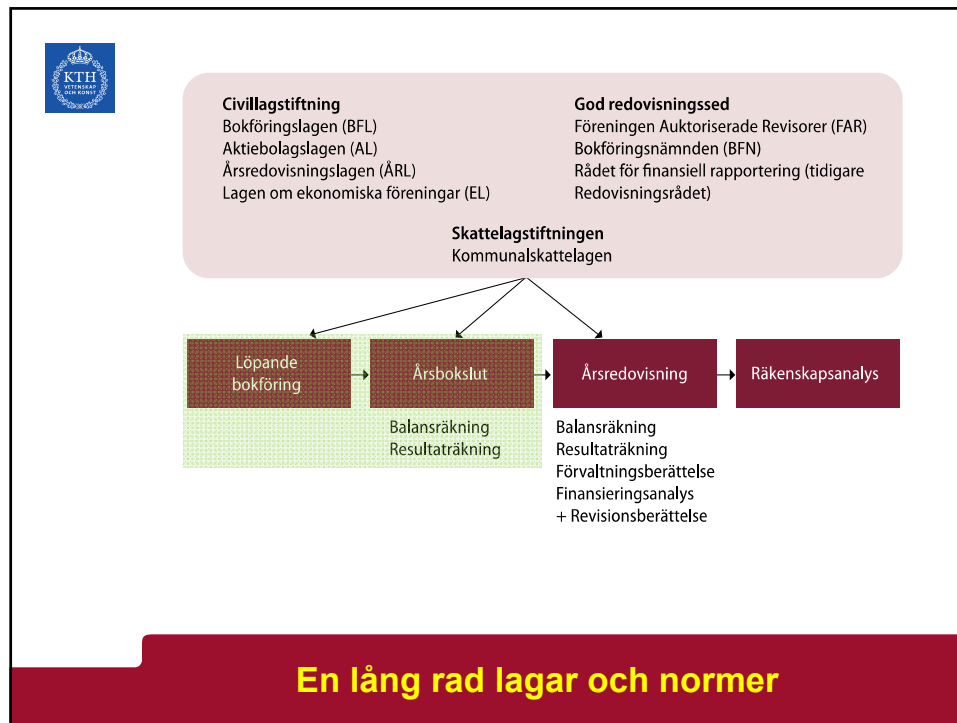 KTH
VETENSKAP
OCH KONST
Civillagstiftning
Bokföringslagen (BFL)
Aktiebolagslagen (AL)
Årsredovisningslagen (ÅRL)
Lagen om ekonomiska föreningar (EL)
God redovisningssed
Föreningen Auktoriserade Revisorer (FAR)
Bokföringsnämnden (BFN)
Rådet för finansiell rapportering (tidigare
Redovisningsrådet)
Skattelagstiftningen
Kommunalskattelagen
Löpande
bokföring
Årsbokslut
Årsredovisning
Räkenskapsanalys
Balansräkning
Resultaträkning
Balansräkning
Resultaträkning
Förvaltningsberättelse
Finansieringsanalys
+ Revisionsberättelse
En lång rad lagar och normer